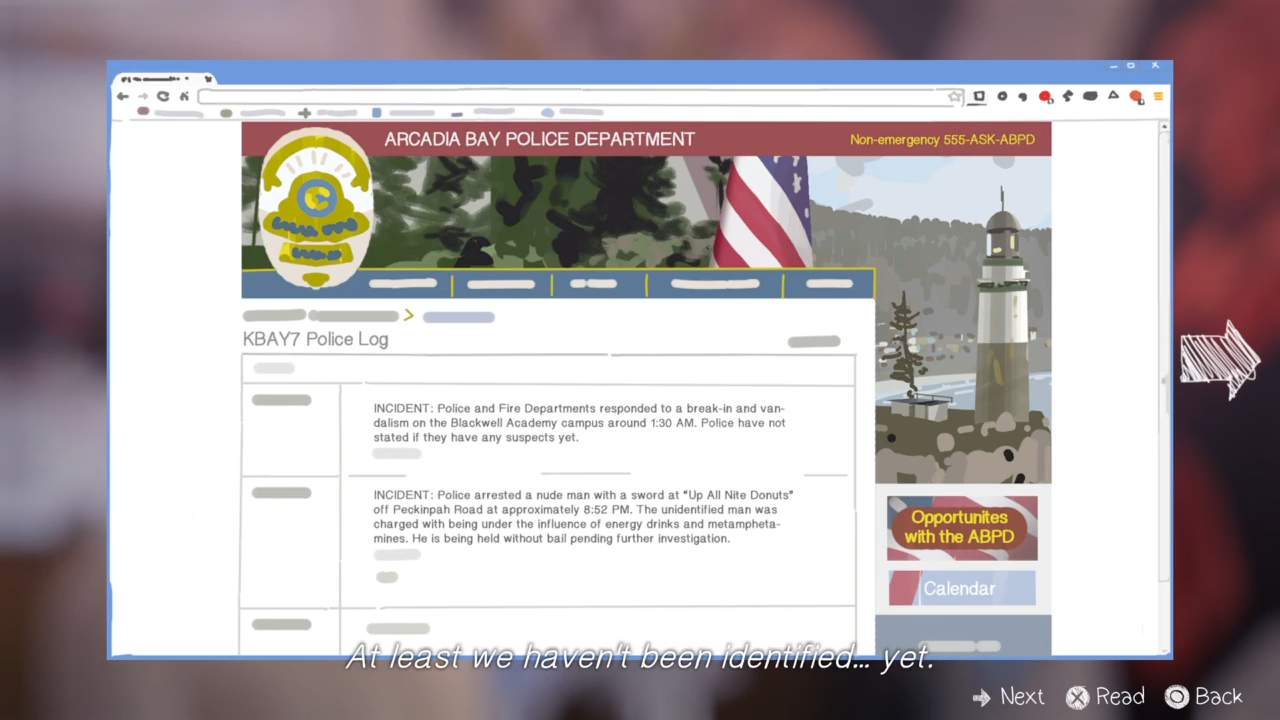 ARCADIA BAY POLICE DEPARTMENT
Non-emergency 555-ASK-ABPD
KBAY7 Police Log
INCIDENT: Police and Fire Departments responded to a break-in and van-
dalism on the Blackwell Academy campus around 1:30 AM. Police have not
stated if they have any suspects yet.
INCIDENT: Police arrested a nude man with a sword at "Up All Nite Donuts"
off Peckinpah Road at approximately 8:52 PM. The unidentified man was
charged with being under the influence of energy drinks and metampheta-
mines. He is being held without bail pending further investigation.
Opportunites
with the ABPD
Calendar
At least we haven't been identified... yet.
Next
Read
Back